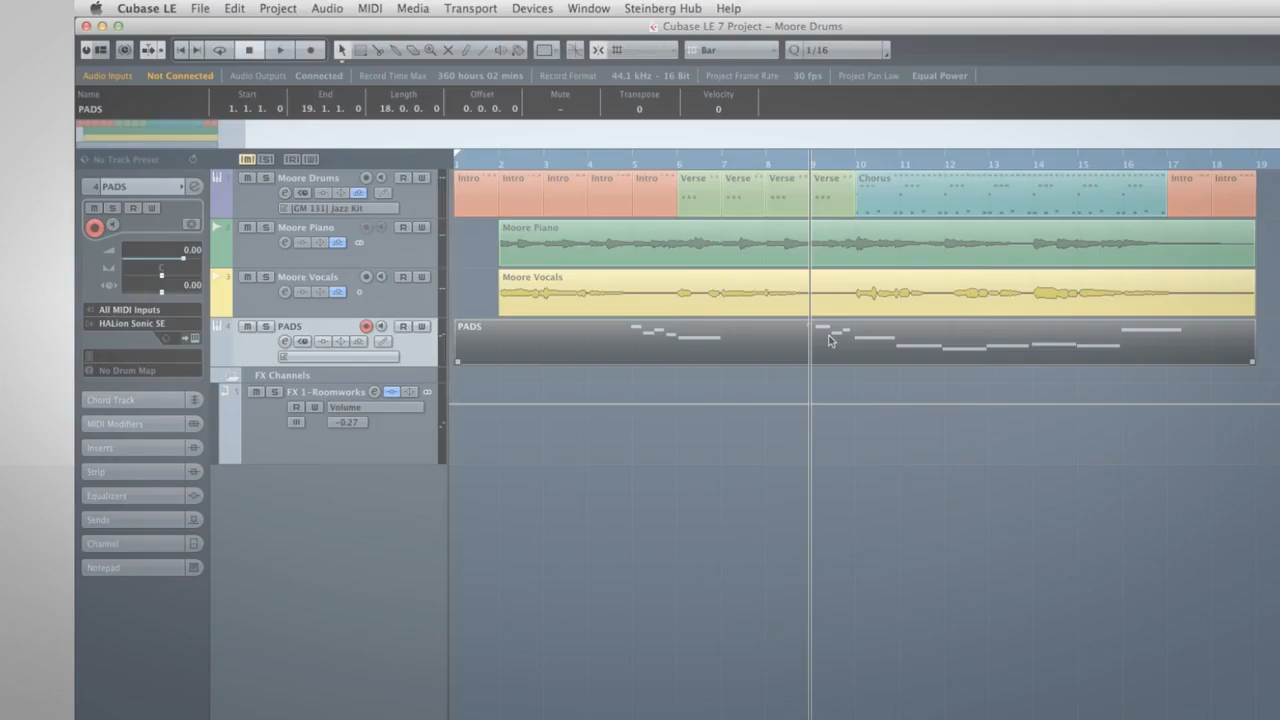 Cubase LE File Edit Project Audio MIDI Media Transport Devices Window Steinberg Hub Help
Cubase LE 7 Project – Moore Drums
Bar Q 1/16
Audio Inputs Not Connected Audio Outputs Connected Record Time Max 360 hours 02 mins Record Format 44.1 kHz – 16 Bit Project Frame Rate 30 fps Project Pan Law Equal Power
Name Start End Length Offset Mute Transpose Velocity
PADS 1. 1. 1. 0 19. 1. 1. 0 18. 0. 0. 0 0. 0. 0. 0 – 0 0
No Track Preset M S R W
1 2 3 4 5 6 7 8 9 10 11 12 13 14 15 16 17 18 19
4 PADS
M S R W
0.00
C
0.00
All MIDI Inputs
HALion Sonic SE
No Drum Map
Chord Track
MIDI Modifiers
Inserts
Strip
Equalizers
Sends
Channel
Notepad
1 M S Moore Drums R W
e
[GM 131] Jazz Kit
2 M S Moore Piano R W
e
3 M S Moore Vocals R W
e
4 M S PADS R W
e
FX Channels
5 M S FX 1-Roomworks e
R W Volume
-0.27
Intro Intro Intro Intro Intro Verse Verse Verse Verse Chorus Intro Intro
Moore Piano
Moore Vocals
PADS